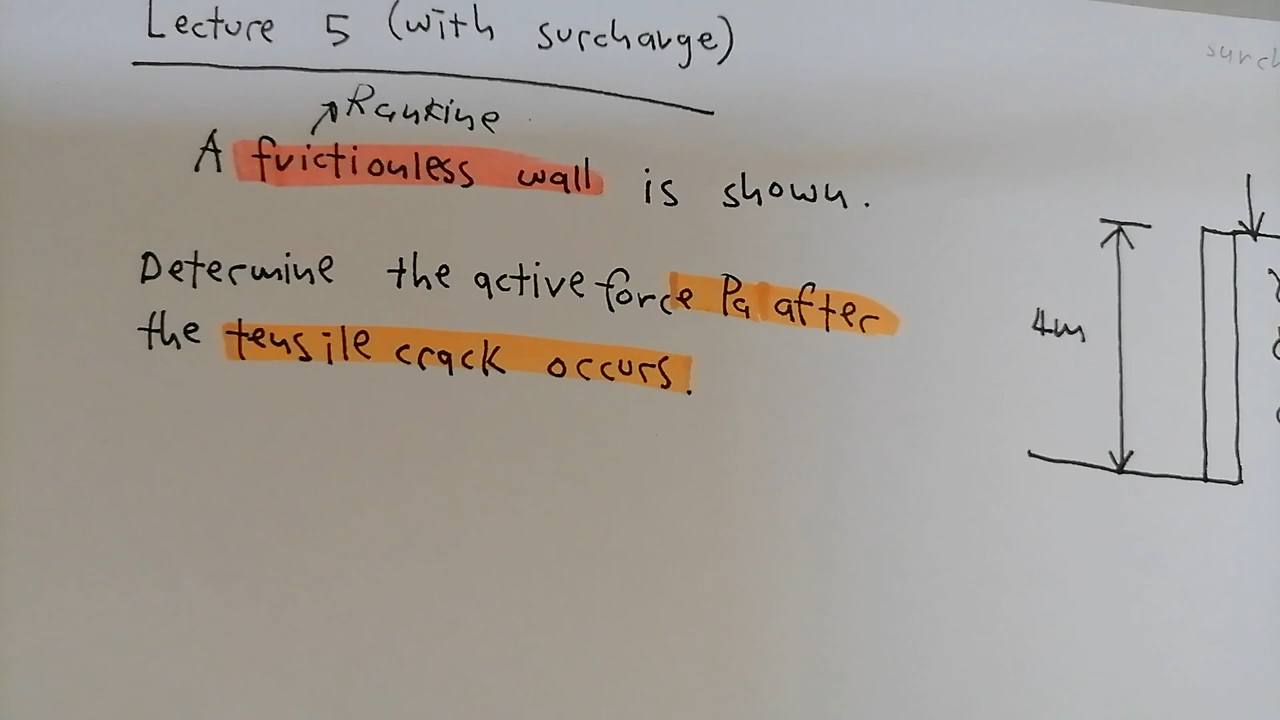 Lecture 5 (with surcharge)
Rankine
A frictionless wall is shown.
Determine the active force Pa after
the tensile crack occurs.
4m